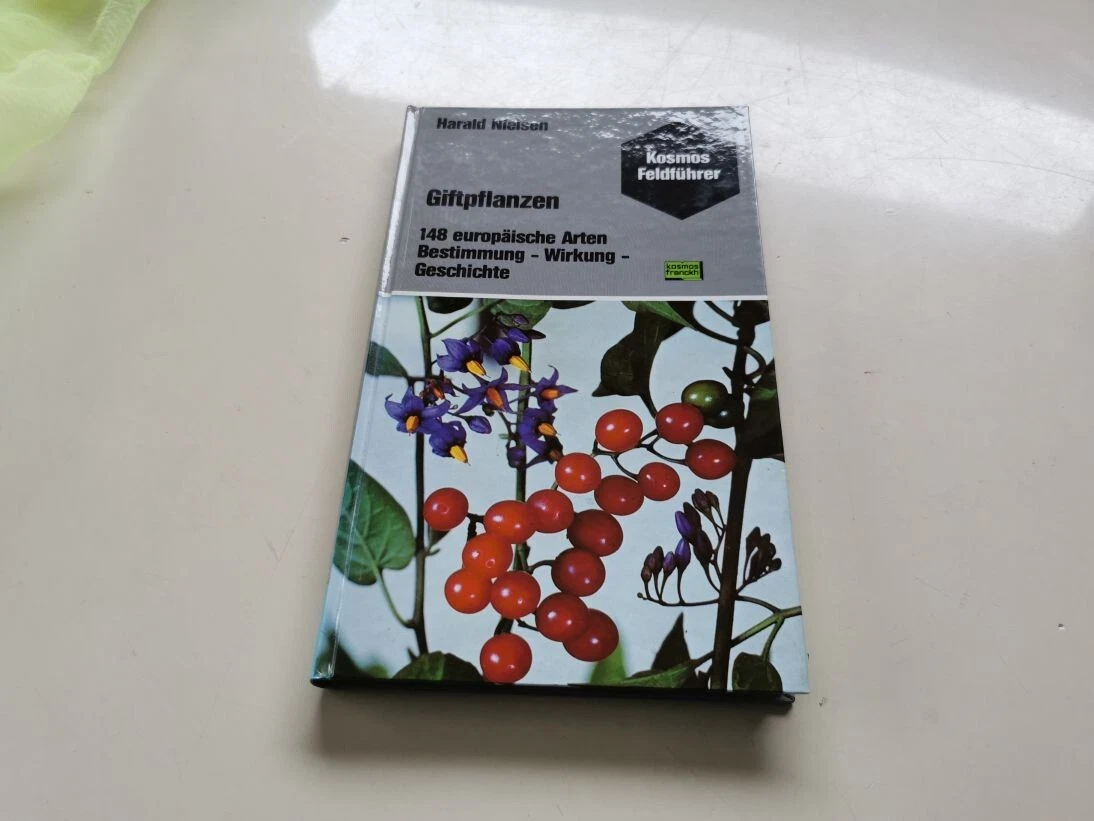 Harald Nielsen
Kosmos
Feldführer
Giftpflanzen
148 europäische Arten
Bestimmung - Wirkung -
Geschichte
kosmos
franckh